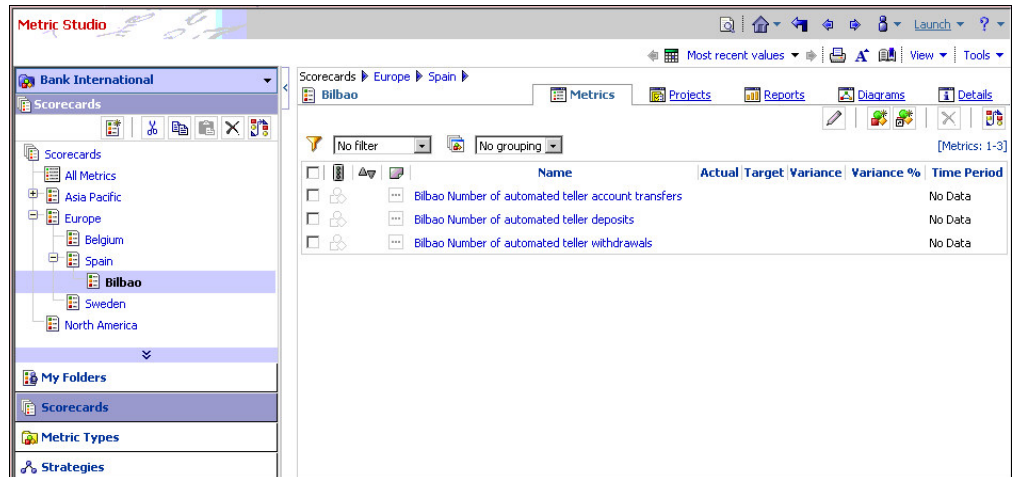 Metric Studio
Launch ?
Most recent values View Tools
Bank International
Scorecards
Scorecards
All Metrics
Asia Pacific
Europe
Belgium
Spain
Bilbao
Sweden
North America
My Folders
Scorecards
Metric Types
Strategies
Scorecards Europe Spain
Bilbao
Metrics Projects Reports Diagrams Details
No filter No grouping [Metrics: 1-3]
Name Actual Target Variance Variance % Time Period
Bilbao Number of automated teller account transfers No Data
Bilbao Number of automated teller deposits No Data
Bilbao Number of automated teller withdrawals No Data